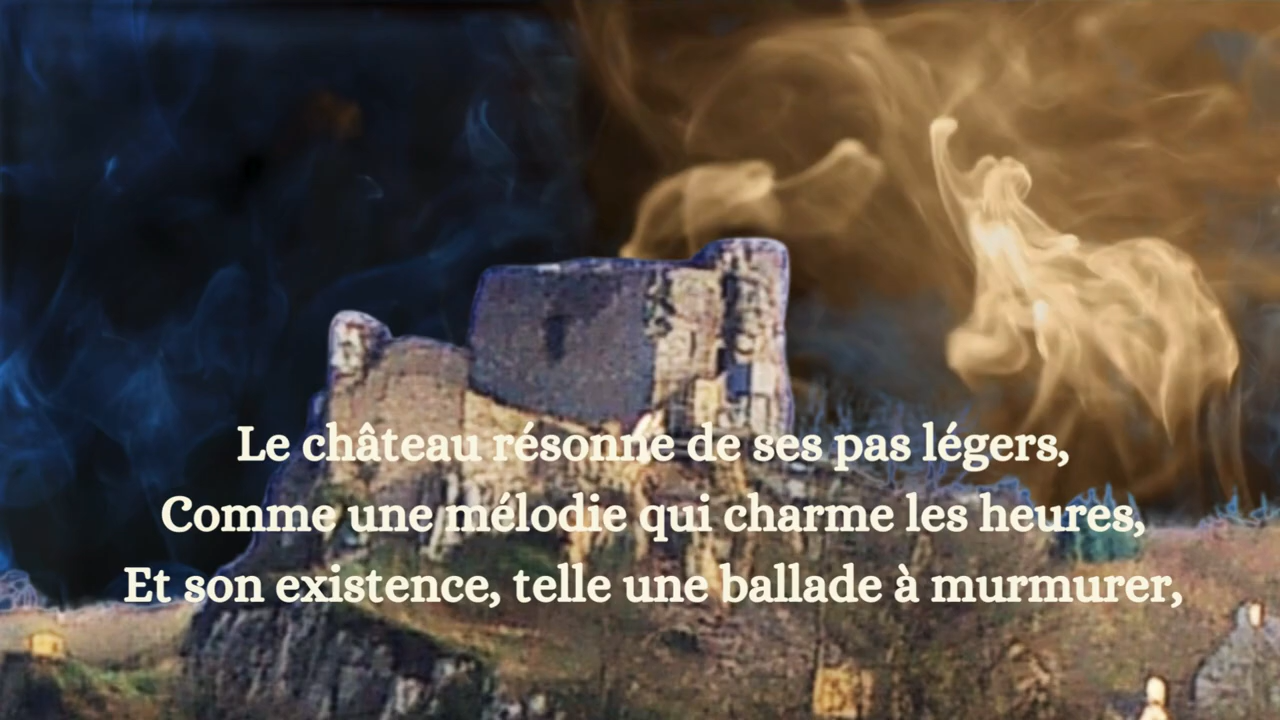 Le château résonne de ses pas légers,
Comme une mélodie qui charme les heures,
Et son existence, telle une ballade à murmurer,